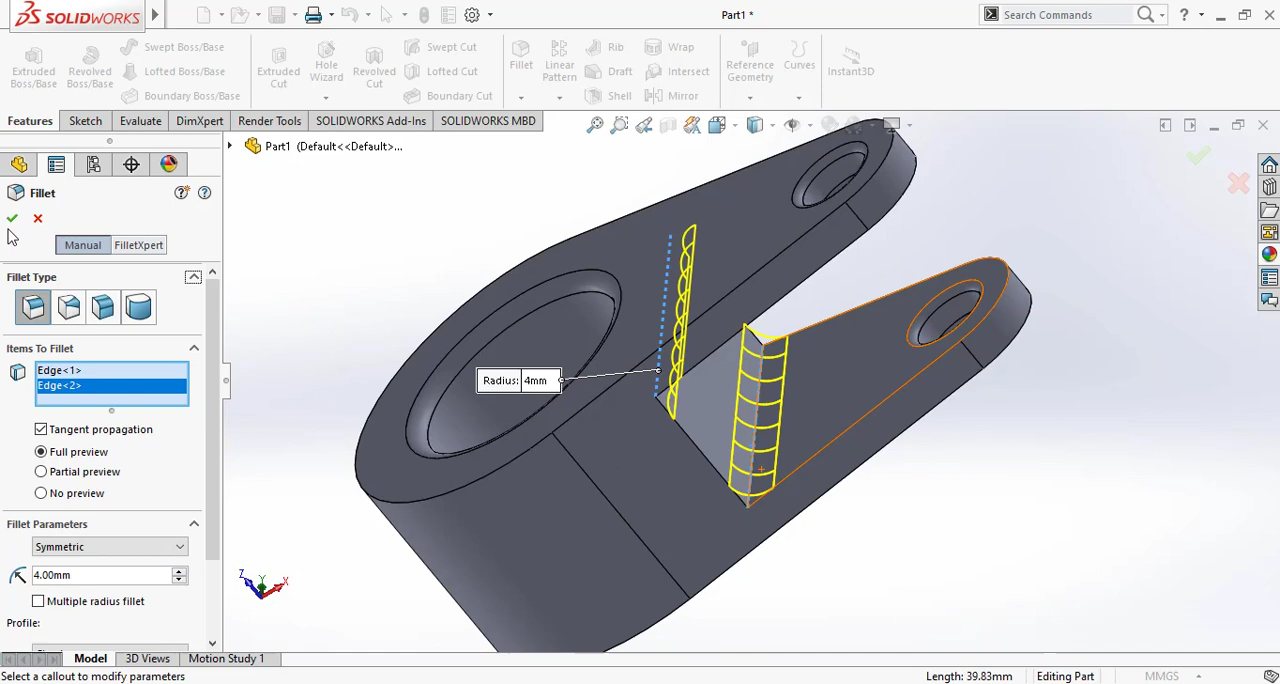 SOLIDWORKS
Part1 *
Search Commands
?
Extruded Boss/Base
Revolved Boss/Base
Swept Boss/Base
Lofted Boss/Base
Boundary Boss/Base
Extruded Cut
Hole Wizard
Revolved Cut
Swept Cut
Lofted Cut
Boundary Cut
Fillet
Linear Pattern
Rib
Draft
Shell
Wrap
Intersect
Mirror
Reference Geometry
Curves
Instant3D
Features
Sketch
Evaluate
DimXpert
Render Tools
SOLIDWORKS Add-Ins
SOLIDWORKS MBD
Part1 (Default<<Default>...
Fillet
Manual
FilletXpert
Fillet Type
Items To Fillet
Edge<1>
Edge<2>
Tangent propagation
Full preview
Partial preview
No preview
Fillet Parameters
Symmetric
4.00mm
Multiple radius fillet
Profile:
Radius: 4mm
Z
Y
X
Model
3D Views
Motion Study 1
Select a callout to modify parameters
Length: 39.83mm
Editing Part
MMGS